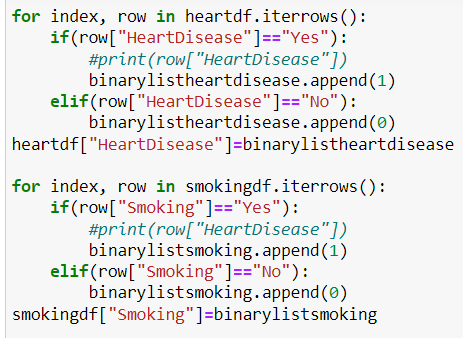 for index, row in heartdf.iterrows():
    if(row["HeartDisease"]=="Yes"):
        #print(row["HeartDisease"])
        binarylistheartdisease.append(1)
    elif(row["HeartDisease"]=="No"):
        binarylistheartdisease.append(0)
heartdf["HeartDisease"]=binarylistheartdisease
for index, row in smokingdf.iterrows():
    if(row["Smoking"]=="Yes"):
        #print(row["HeartDisease"])
        binarylistsmoking.append(1)
    elif(row["Smoking"]=="No"):
        binarylistsmoking.append(0)
smokingdf["Smoking"]=binarylistsmoking